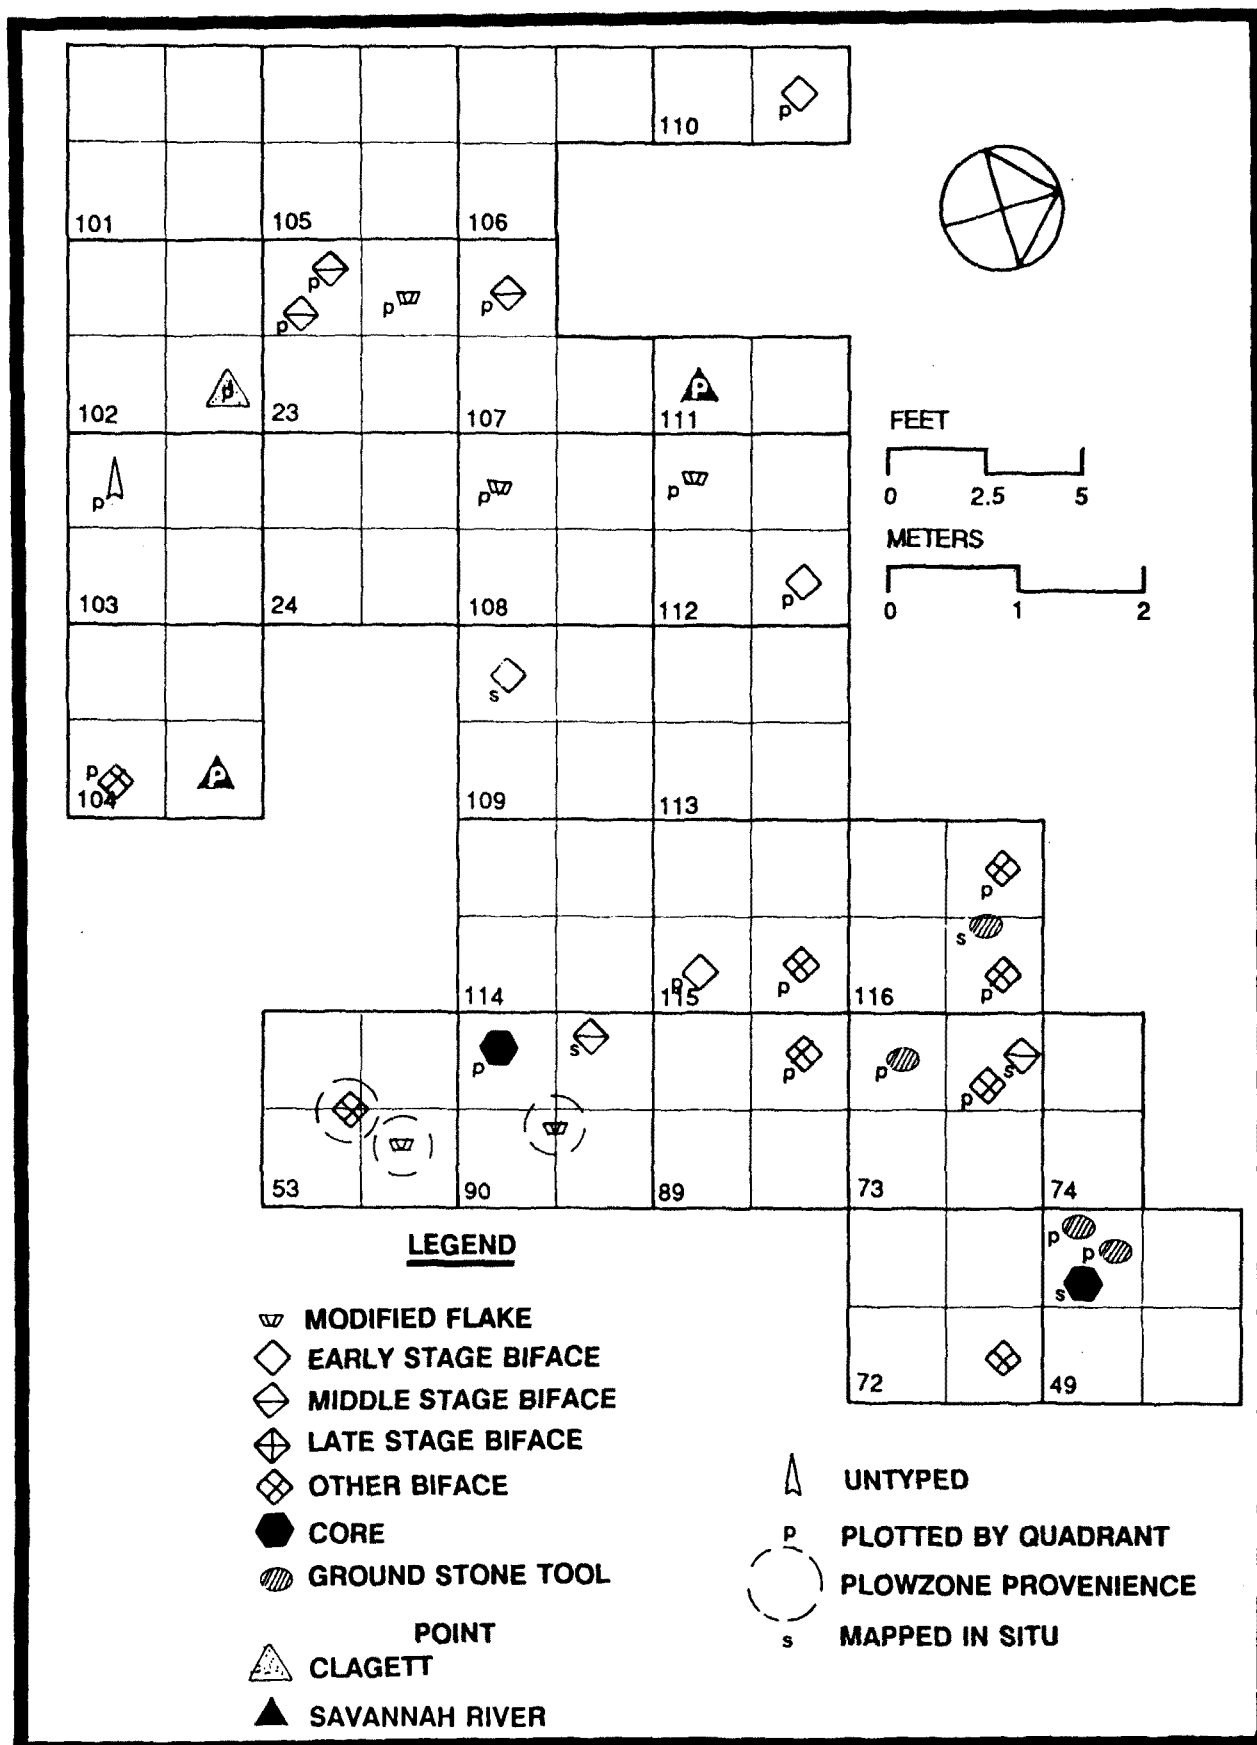 110
p
101
105
106
p
p
p
p
p
102
23
107
P
111
FEET
0 2.5 5
p
p
p
METERS
0 1 2
103
24
108
112
p
s
p
104
P
109
113
p
s
p
p
p
114
115
116
p
s
p
p
s
p
53
90
89
73
74
p
p
s
72
49
LEGEND
MODIFIED FLAKE
EARLY STAGE BIFACE
MIDDLE STAGE BIFACE
LATE STAGE BIFACE
OTHER BIFACE
CORE
GROUND STONE TOOL
POINT
CLAGETT
SAVANNAH RIVER
UNTYPED
p PLOTTED BY QUADRANT
PLOWZONE PROVENIENCE
s MAPPED IN SITU